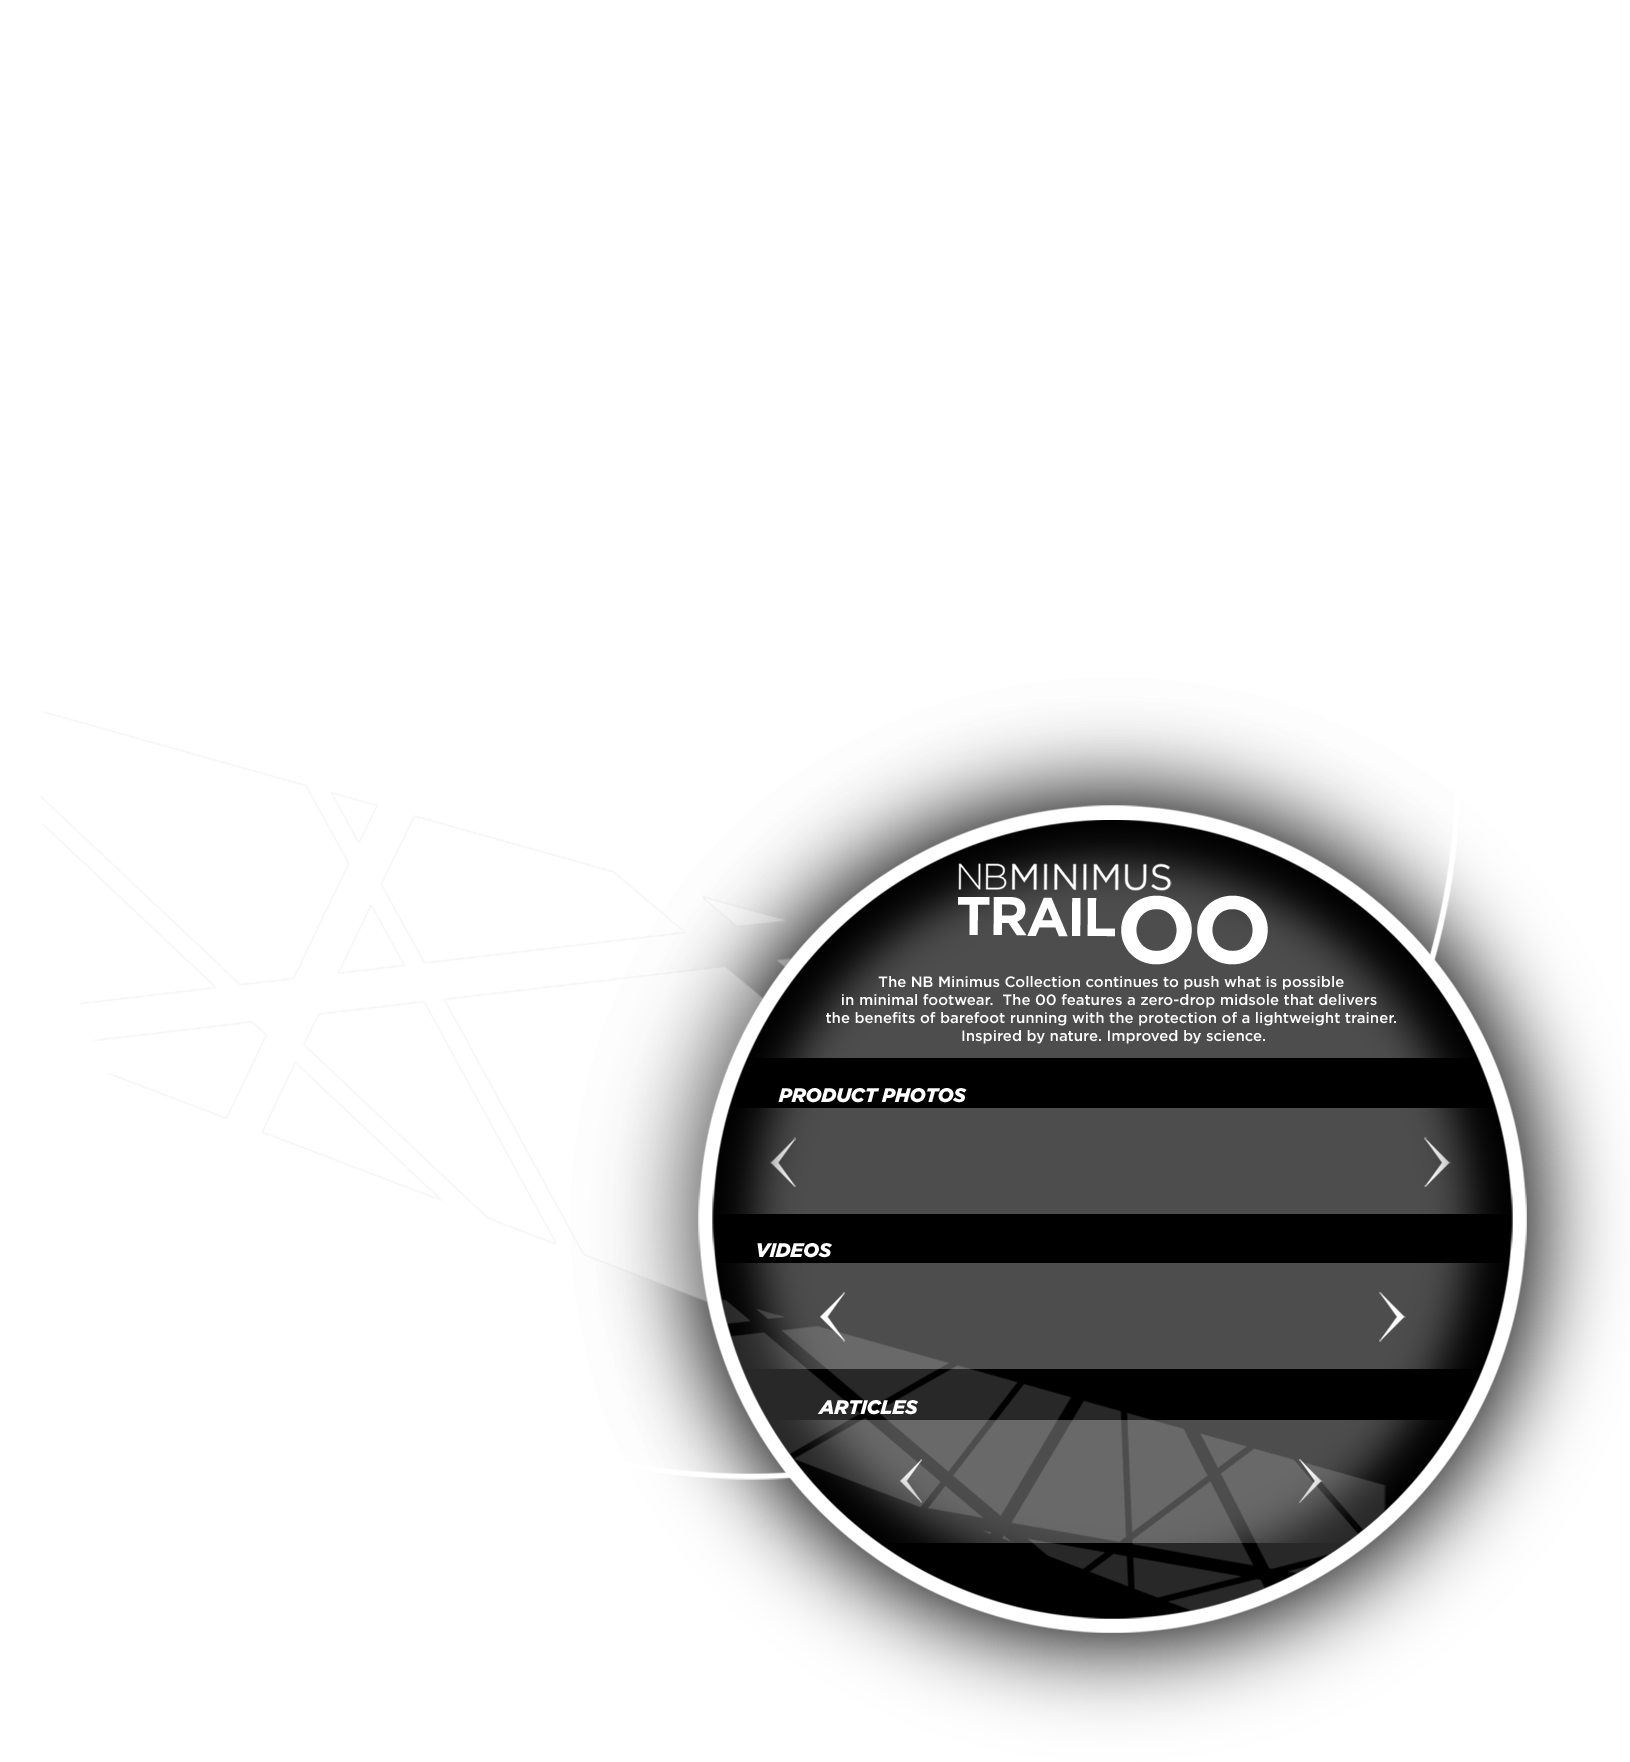 NBMINIMUS
TRAIL00
The NB Minimus Collection continues to push what is possible
in minimal footwear.  The 00 features a zero-drop midsole that delivers
the benefits of barefoot running with the protection of a lightweight trainer.
Inspired by nature. Improved by science.
PRODUCT PHOTOS
VIDEOS
ARTICLES